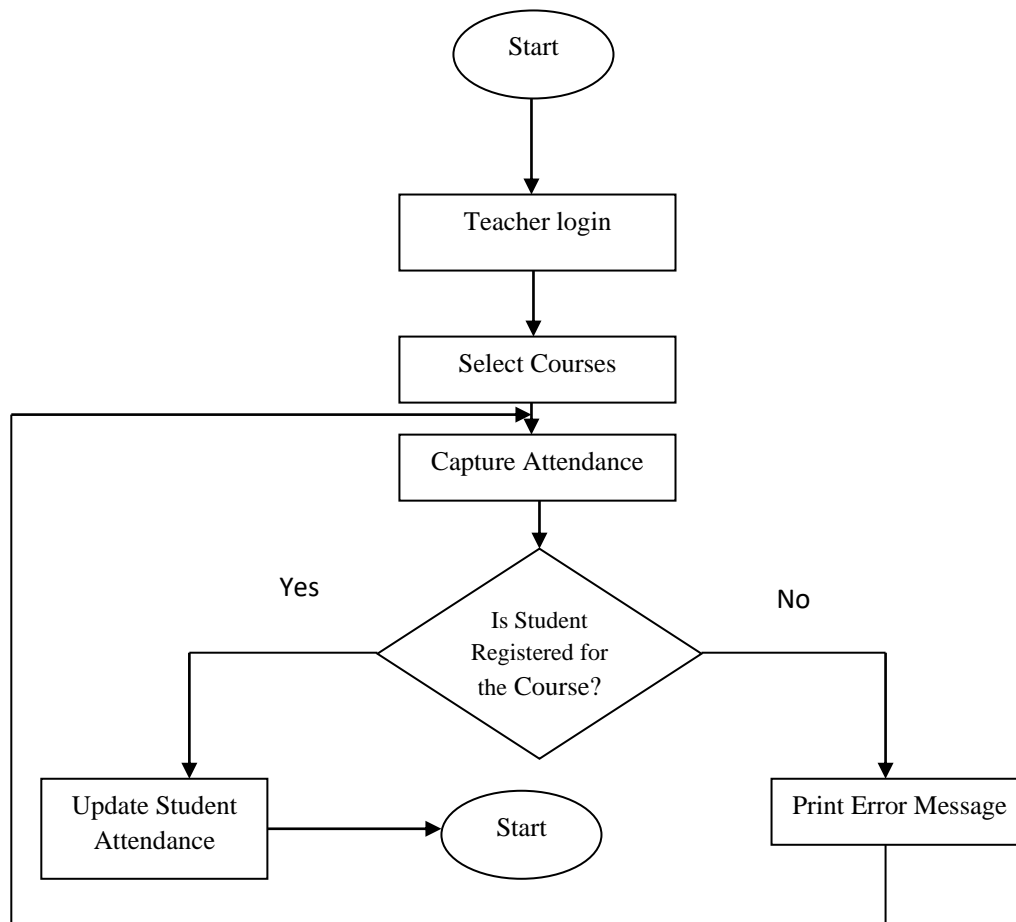 Start
Teacher login
Select Courses
Capture Attendance
Yes
No
Is Student
Registered for
the Course?
Update Student
Attendance
Start
Print Error Message